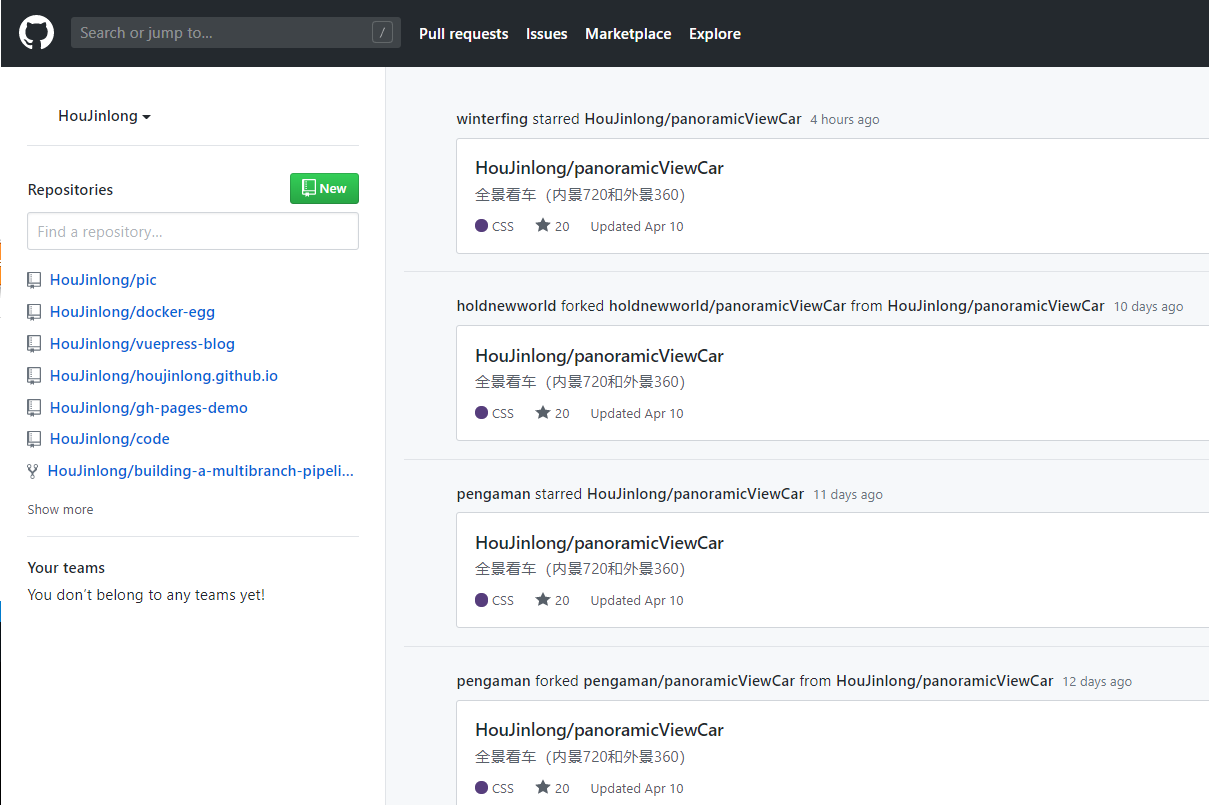 Search or jump to... /
Pull requests Issues Marketplace Explore
HouJinlong
Repositories
New
Find a repository...
HouJinlong/pic
HouJinlong/docker-egg
HouJinlong/vuepress-blog
HouJinlong/houjinlong.github.io
HouJinlong/gh-pages-demo
HouJinlong/code
HouJinlong/building-a-multibranch-pipeli...
Show more
Your teams
You don't belong to any teams yet!
winterfing starred HouJinlong/panoramicViewCar 4 hours ago
HouJinlong/panoramicViewCar
全景看车（内景720和外景360）
CSS 20 Updated Apr 10
holdnewworld forked holdnewworld/panoramicViewCar from HouJinlong/panoramicViewCar 10 days ago
HouJinlong/panoramicViewCar
全景看车（内景720和外景360）
CSS 20 Updated Apr 10
pengaman starred HouJinlong/panoramicViewCar 11 days ago
HouJinlong/panoramicViewCar
全景看车（内景720和外景360）
CSS 20 Updated Apr 10
pengaman forked pengaman/panoramicViewCar from HouJinlong/panoramicViewCar 12 days ago
HouJinlong/panoramicViewCar
全景看车（内景720和外景360）
CSS 20 Updated Apr 10